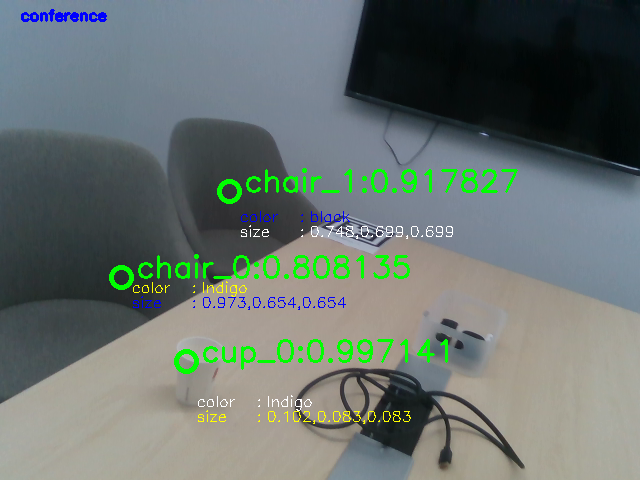 conference
chair_1:0.917827
color : black
size : 0.748,0.699,0.699
chair_0:0.808135
color : Indigo
size : 0.973,0.654,0.654
cup_0:0.997141
color : Indigo
size : 0.102,0.083,0.083